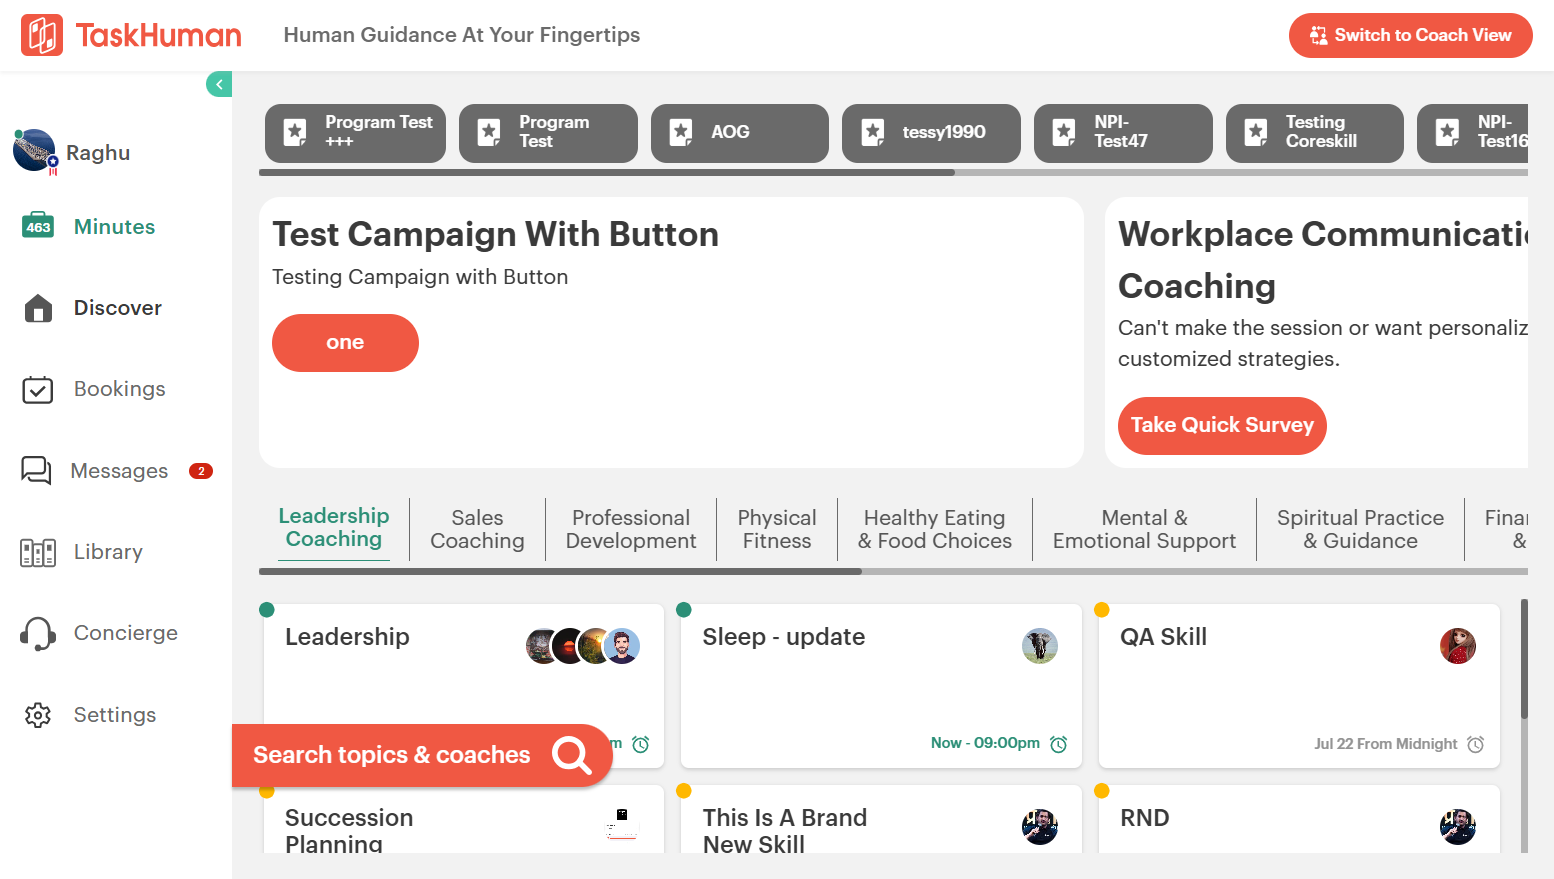 TaskHuman
Human Guidance At Your Fingertips
Switch to Coach View
Raghu
463
Minutes
Discover
Bookings
Messages
2
Library
Concierge
Settings
Program Test
+++
Program
Test
AOG
tessy1990
NPI-
Test47
Testing
Coreskill
NPI-
Test16
Test Campaign With Button
Testing Campaign with Button
one
Workplace
Coaching
Can't make the session or want
customized strategies.
Take Quick Survey
Leadership
Coaching
Sales
Coaching
Professional
Development
Physical
Fitness
Healthy Eating
& Food Choices
Mental &
Emotional Support
Spiritual Practice
& Guidance
&
Leadership
Sleep - update
Now - 09:00pm
QA Skill
Jul 22 From Midnight
Search topics & coaches
Succession
Planning
This Is A Brand
New Skill
RND